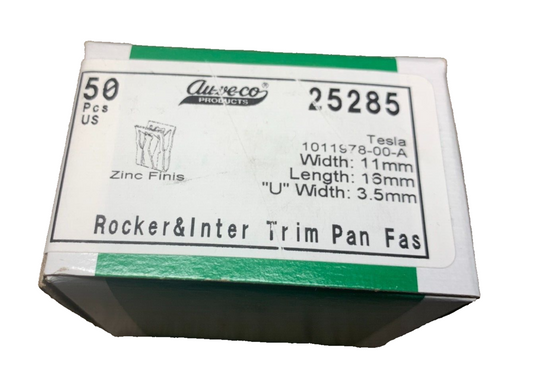 50
Pcs
US
Auveco
PRODUCTS
25285
Tesla
1011978-00-A
Width: 11mm
Length: 16mm
"U" Width: 3.5mm
Zinc Finis
Rocker&Inter Trim Pan Fas